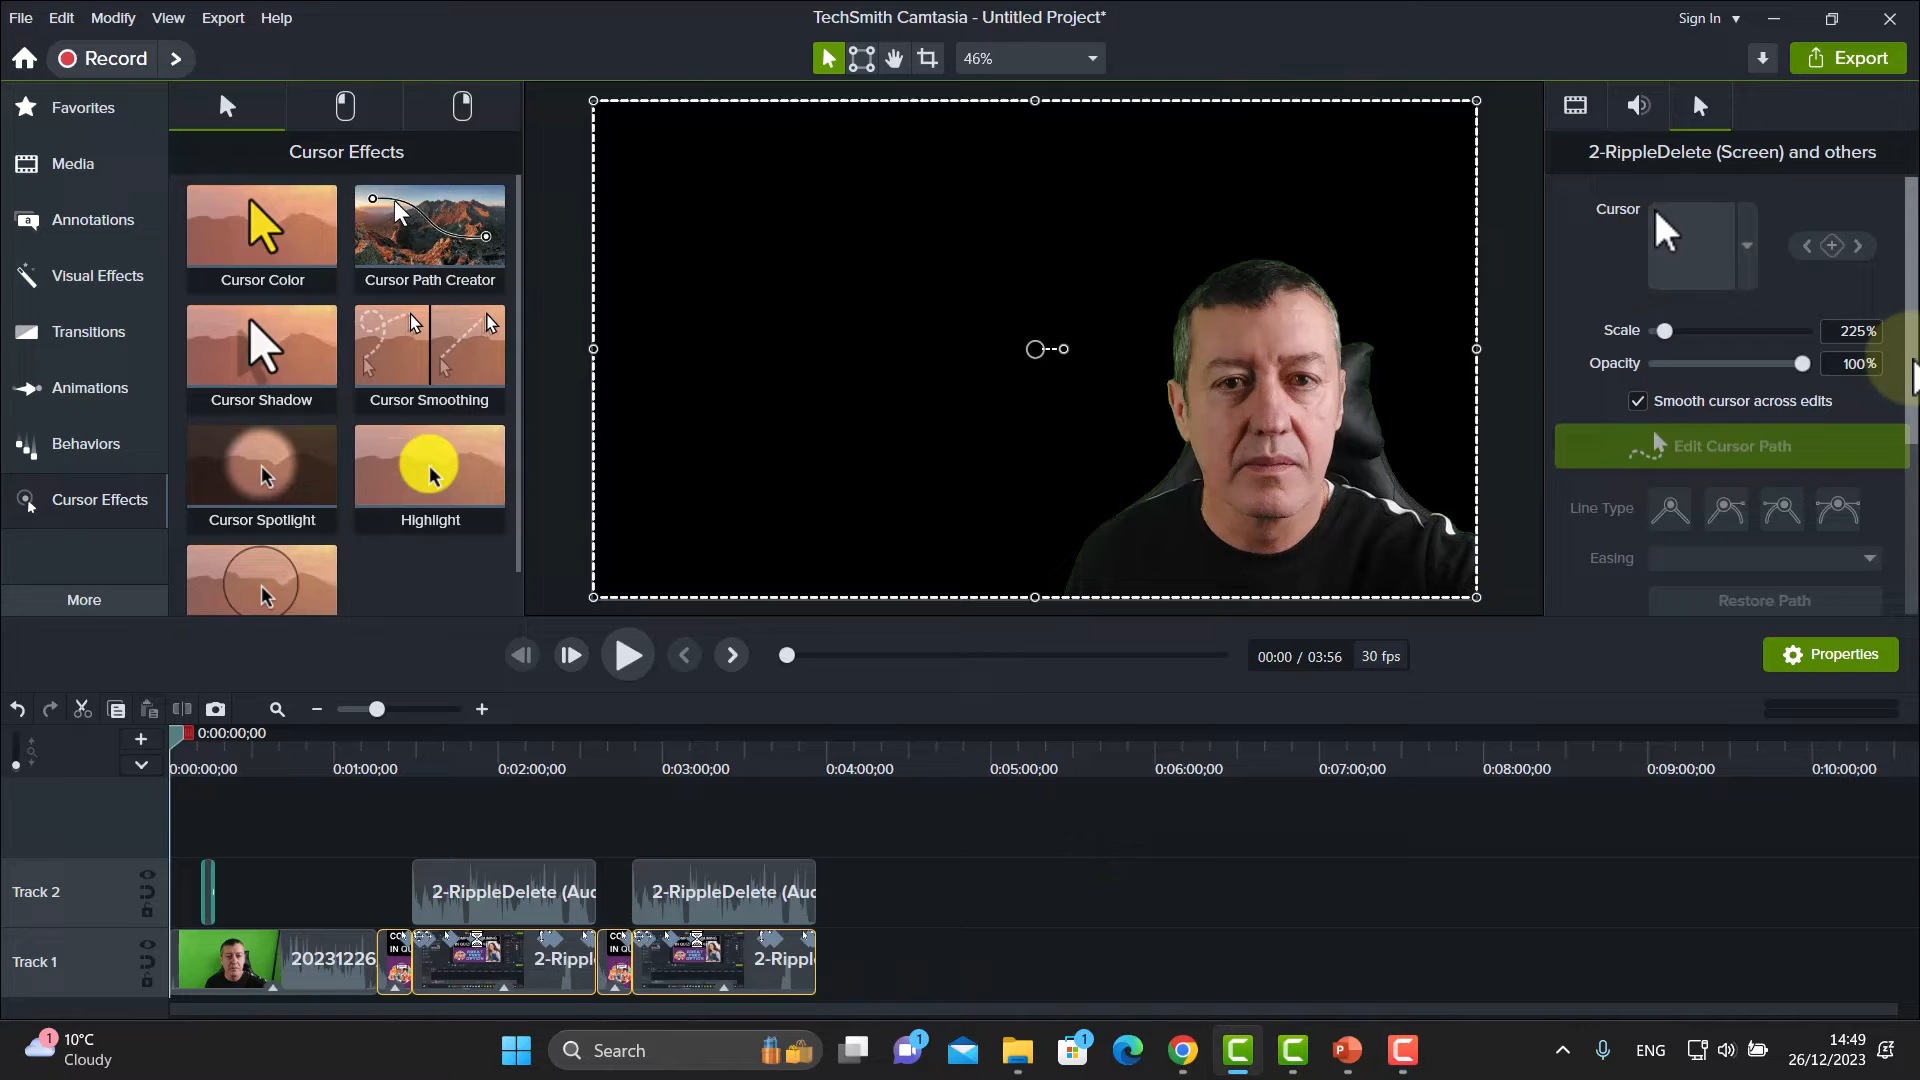 File Edit Modify View Export Help
TechSmith Camtasia - Untitled Project*
Sign In
Record
46%
Export
Favorites
Media
Annotations
Visual Effects
Transitions
Animations
Behaviors
Cursor Effects
More
Cursor Effects
Cursor Color
Cursor Path Creator
Cursor Shadow
Cursor Smoothing
Cursor Spotlight
Highlight
2-RippleDelete (Screen) and others
Cursor
Scale 225%
Opacity 100%
Smooth cursor across edits
Edit Cursor Path
Line Type
Easing
Restore Path
00:00 / 03:56 30 fps
Properties
0:00:00;00
0:00:00;00 0:01:00;00 0:02:00;00 0:03:00;00 0:04:00;00 0:05:00;00 0:06:00;00 0:07:00;00 0:08:00;00 0:09:00;00 0:10:00;00
Track 2
2-RippleDelete (Auc
2-RippleDelete (Auc
Track 1
20231226
2-Rippl
2-Rippl
1
10°C
Cloudy
Search
1
1
ENG
14:49
26/12/2023